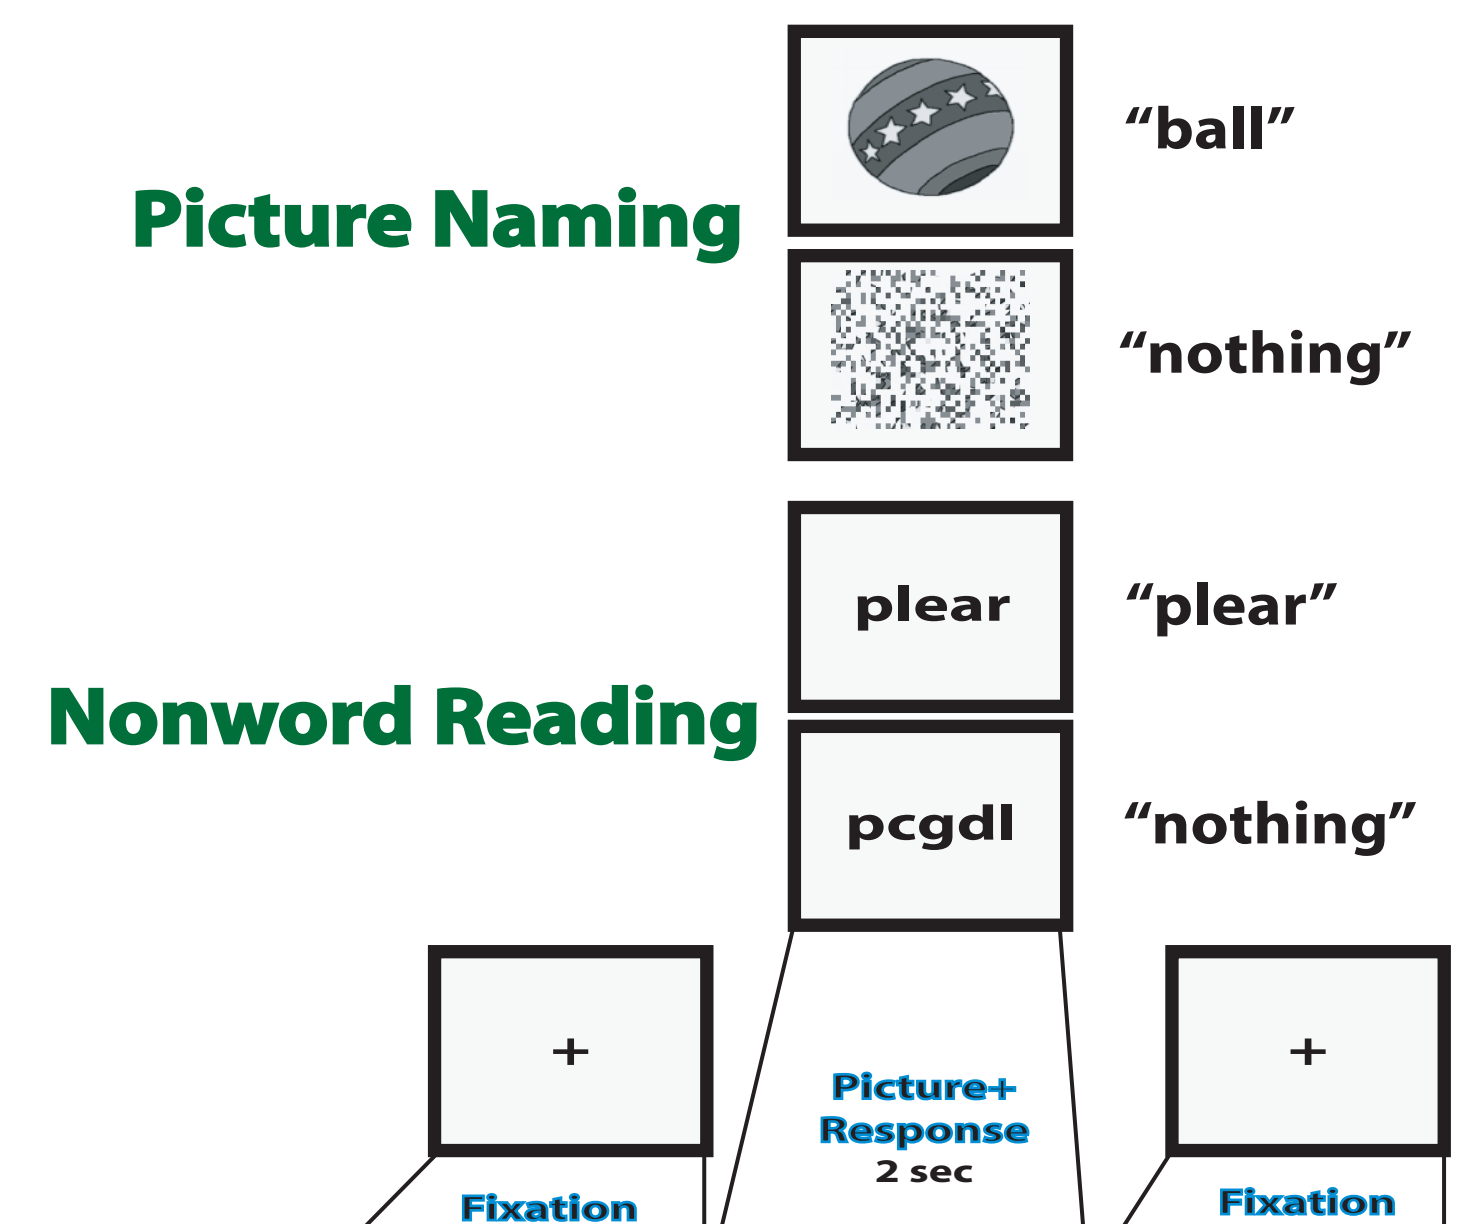 “ball”
Picture Naming
“nothing”
plear
“plear”
Nonword Reading
pcgdl
“nothing”
+
+
Picture+
Response
2 sec
Fixation
Fixation